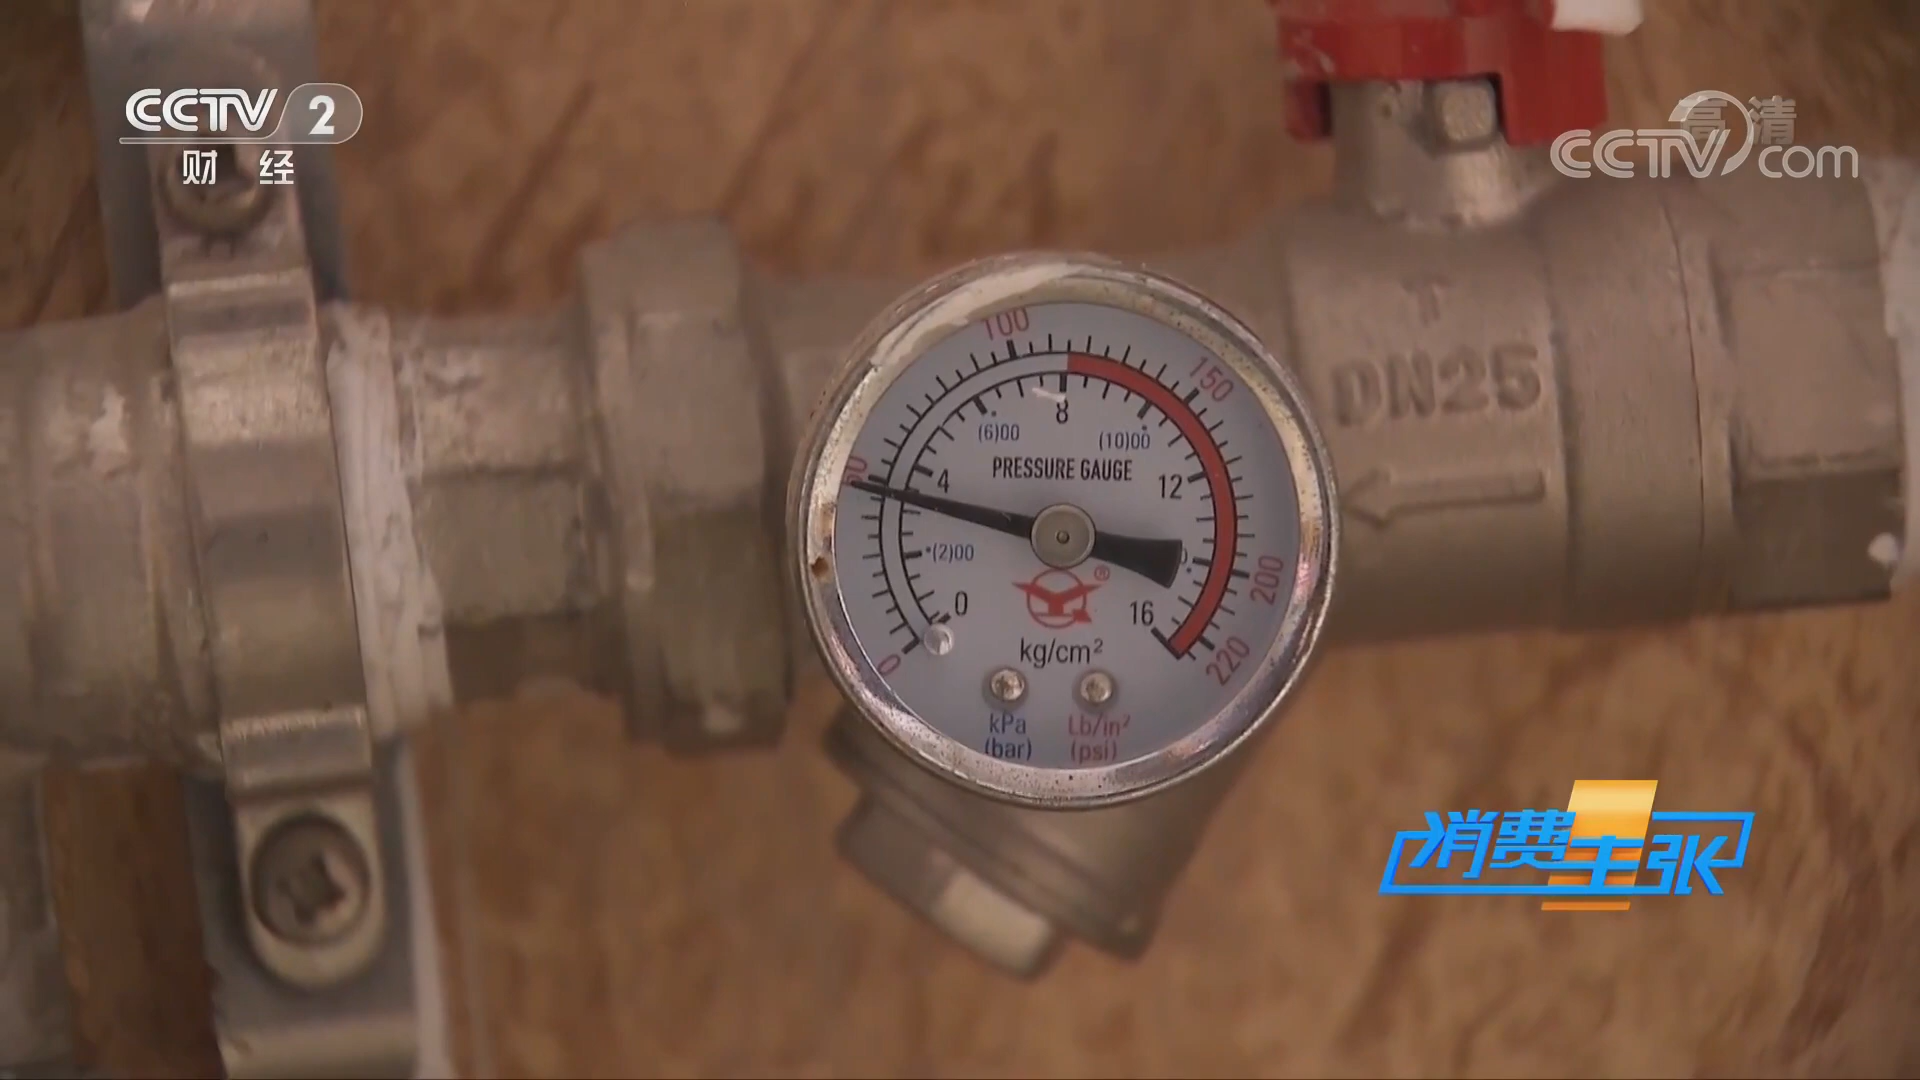 CCTV 2
财 经
高清
CCTV com
T
DN25
100
150
50
8
(6)00
(10)00
PRESSURE GAUGE
4
12
(2)00
0
200
0
16
®
kg/cm²
220
kPa
Lb/in²
(bar)
(psi)
消费主张